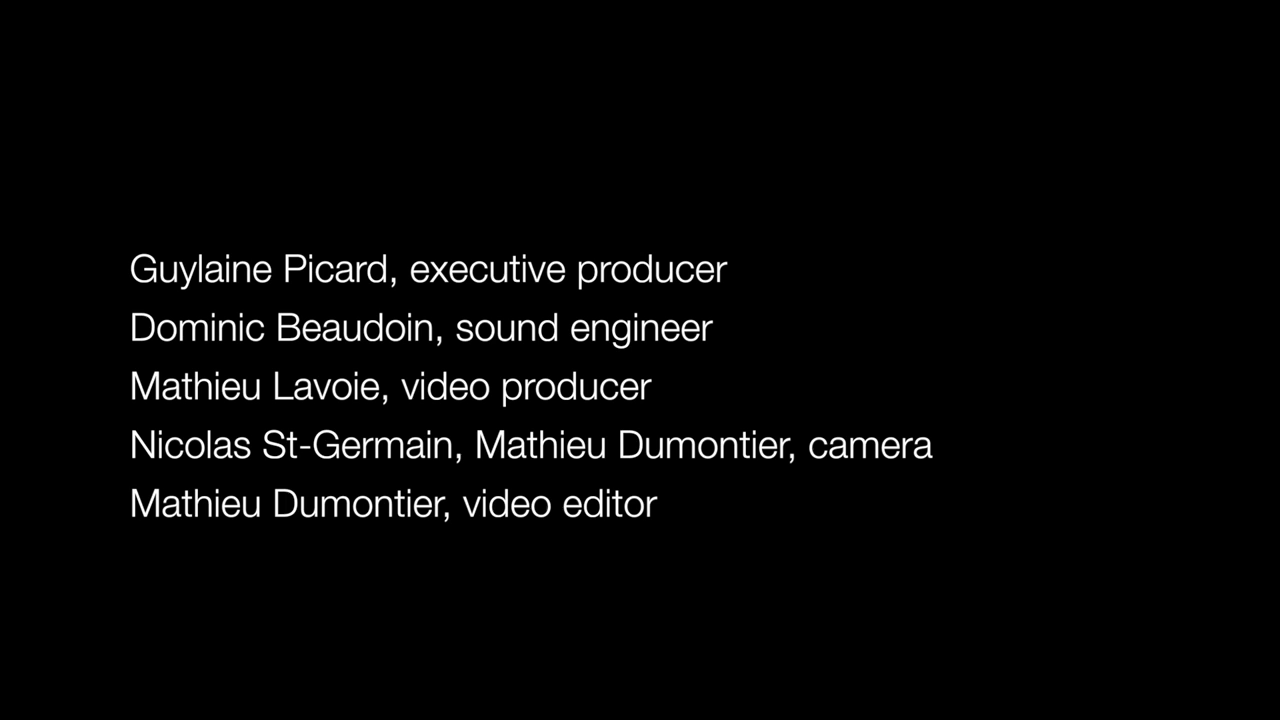 Guylaine Picard, executive producer
Dominic Beaudoin, sound engineer
Mathieu Lavoie, video producer
Nicolas St-Germain, Mathieu Dumontier, camera
Mathieu Dumontier, video editor